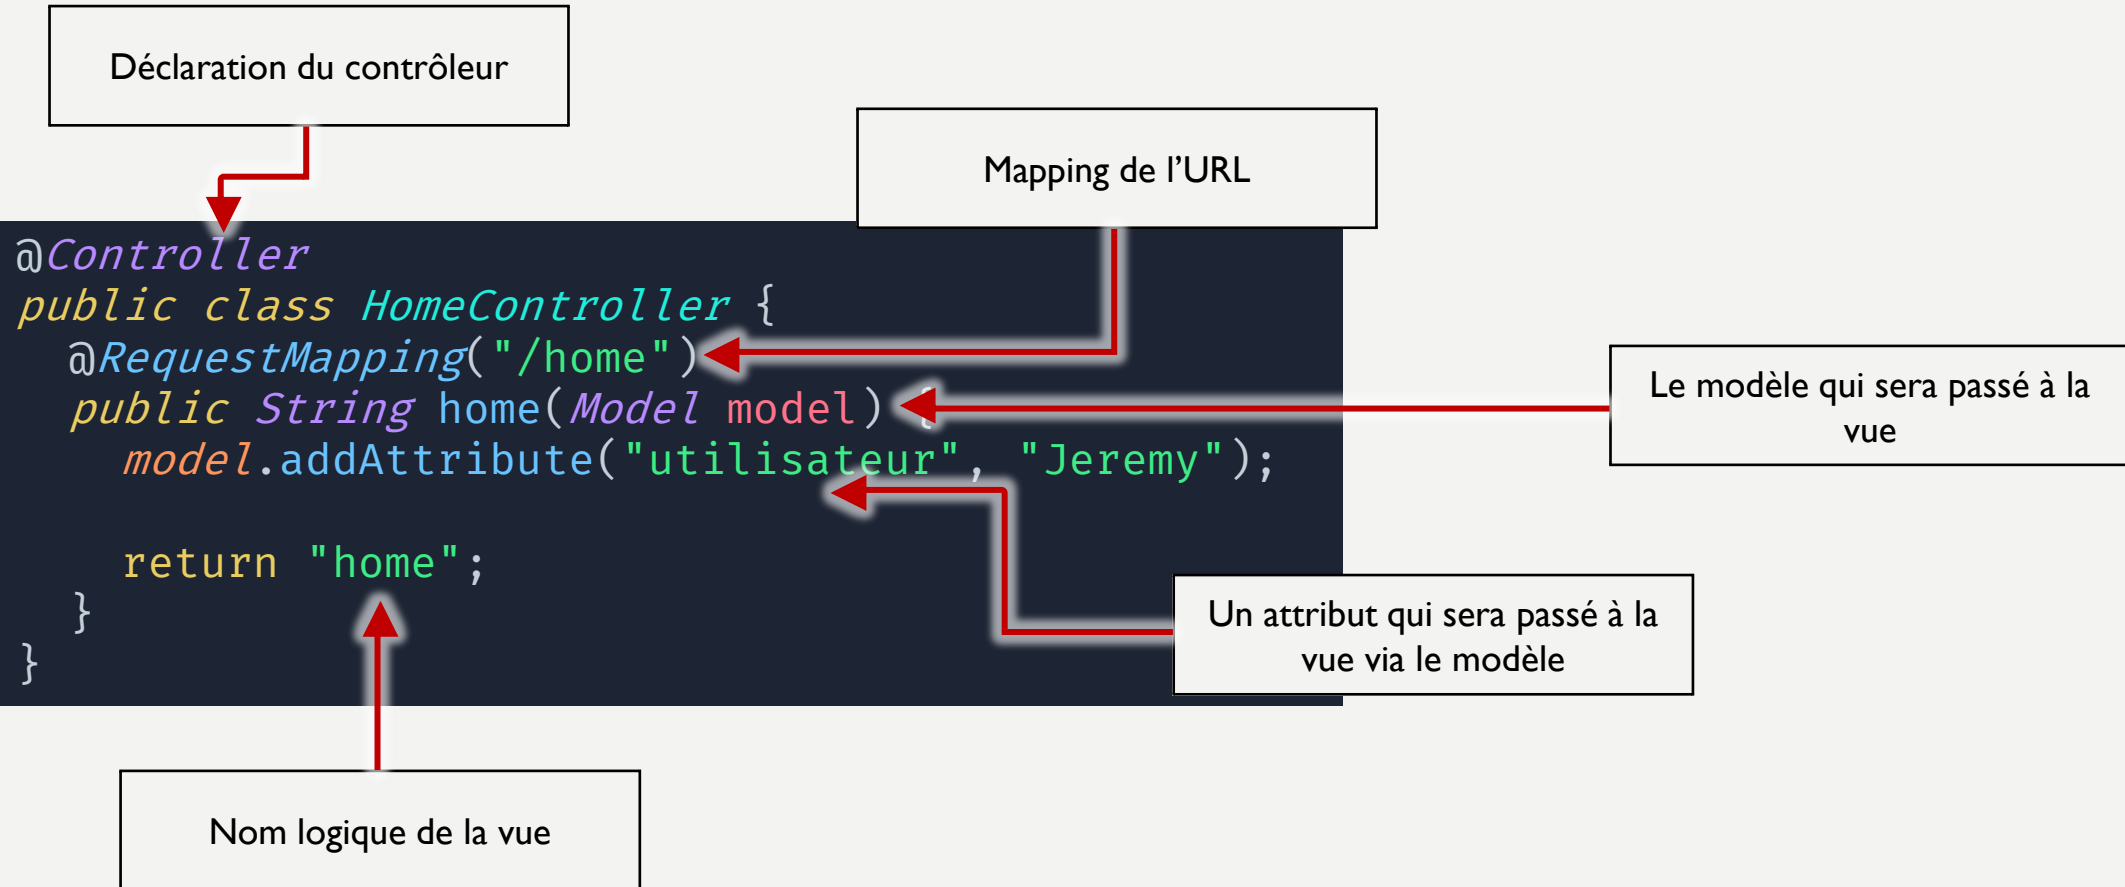 Déclaration du contrôleur
Mapping de l’URL
@Controller
public class HomeController {
@RequestMapping("/home")
public String home(Model model) {
model.addAttribute("utilisateur", "Jeremy");
return "home";
}
}
Le modèle qui sera passé à la
vue
Un attribut qui sera passé à la
vue via le modèle
Nom logique de la vue